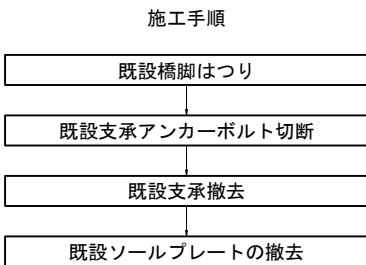 施工手順
既設橋脚はつり
既設支承アンカーボルト切断
既設支承撤去
既設ソールプレートの撤去